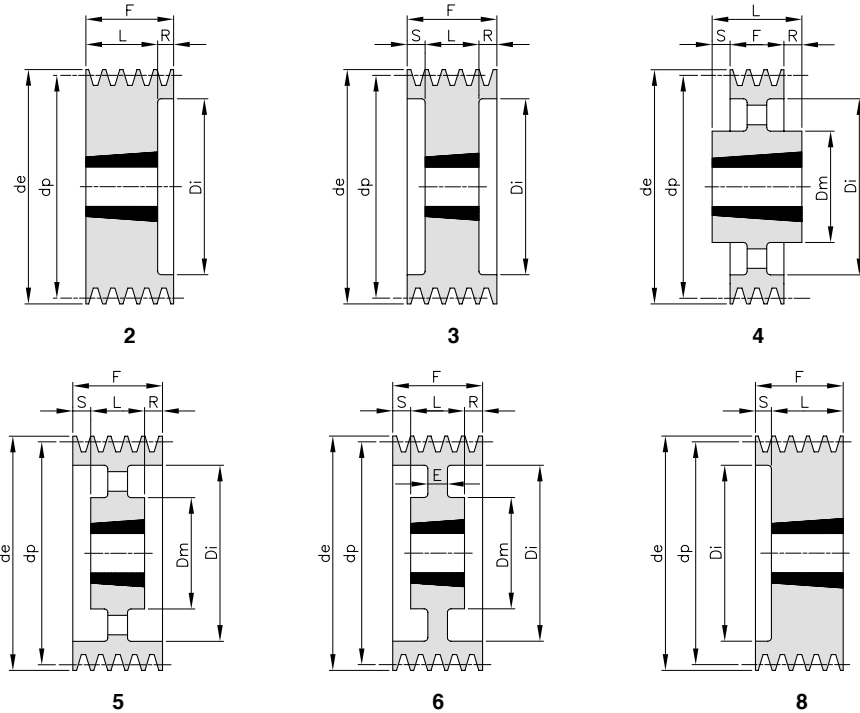 F
L R
de
dp
Di
2
F
S L R
de
dp
Di
3
L
S F R
de
dp
Dm
Di
4
F
S L R
de
dp
Dm
Di
5
F
S L R
E
de
dp
Dm
Di
6
F
S L
de
dp
Di
8